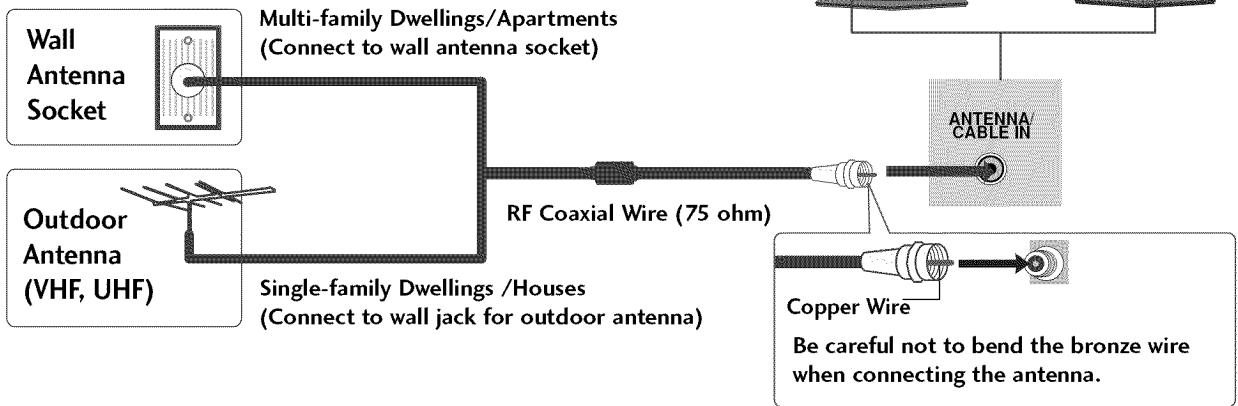 Multi-family Dwellings/Apartments
(Connect to wall antenna socket)
Wall
Antenna
Socket
ANTENNA/
CABLE IN
RF Coaxial Wire (75 ohm)
Outdoor
Antenna
(VHF, UHF)
Single-family Dwellings /Houses
(Connect to wall jack for outdoor antenna)
Copper Wire
Be careful not to bend the bronze wire
when connecting the antenna.